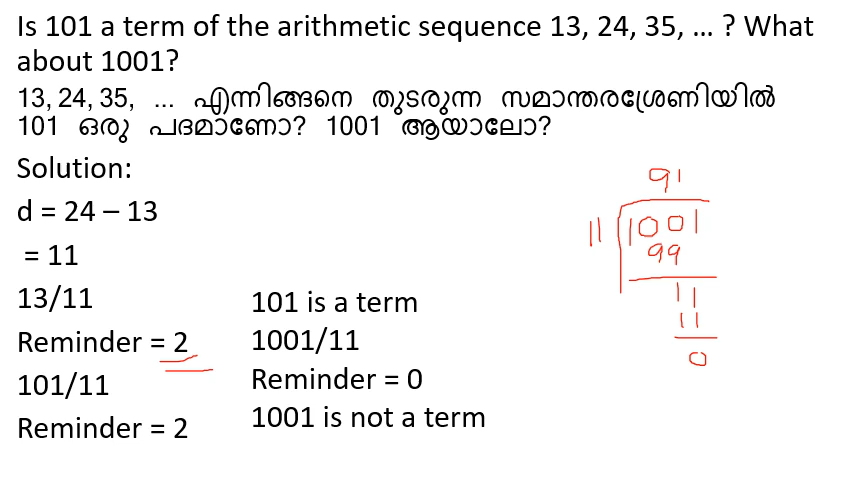 Is 101 a term of the arithmetic sequence 13, 24, 35, ... ? What
about 1001?
13, 24, 35, ... എന്നിങ്ങനെ തുടരുന്ന സമാന്തരശ്രേണിയിൽ
101 ഒരു പദമാണോ? 1001 ആയാലോ?
Solution:
d = 24 – 13
= 11
13/11
Reminder = 2
101/11
Reminder = 2
101 is a term
1001/11
Reminder = 0
1001 is not a term
91
11 1001
99
11
11
0